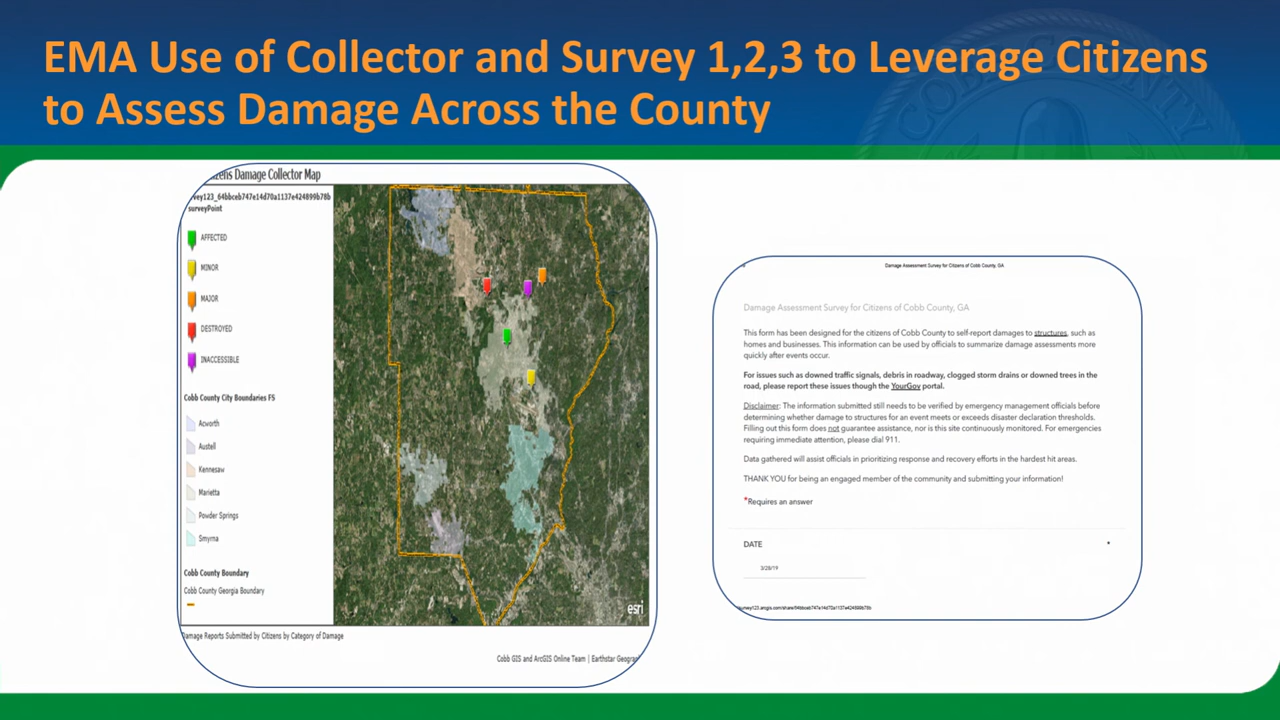 EMA Use of Collector and Survey 1,2,3 to Leverage Citizens
to Assess Damage Across the County
COBB COUNTY
Damage Collector Map
surveyPoint
AFFECTED
MINOR
MAJOR
DESTROYED
INACCESSIBLE
Cobb County City Boundaries FS
Acworth
Austell
Kennesaw
Marietta
Powder Springs
Smyrna
Cobb County Boundary
Cobb County Georgia Boundary
esri
Damage Reports Submitted by Citizens by Category of Damage
Cobb GIS and ArcGIS Online Team | Earthstar
Damage Assessment Survey for Citizens of Cobb County, GA
Damage Assessment Survey for Citizens of Cobb County, GA
This form has been designed for the citizens of Cobb County to self-report damages to structures, such as
homes and businesses. This information can be used by officials to summarize damage assessments more
quickly after events occur.
For issues such as downed traffic signals, debris in roadway, clogged storm drains or downed trees in the
road, please report these issues though the YourGov portal.
Disclaimer: The information submitted still needs to be verified by emergency management officials before
determining whether damage to structures for an event meets or exceeds disaster declaration thresholds.
Filling out this form does not guarantee assistance, nor is this site continuously monitored. For emergencies
requiring immediate attention, please dial 911.
Data gathered will assist officials in prioritizing response and recovery efforts in the hardest hit areas.
THANK YOU for being an engaged member of the community and submitting your information!
*Requires an answer
DATE *
3/28/19